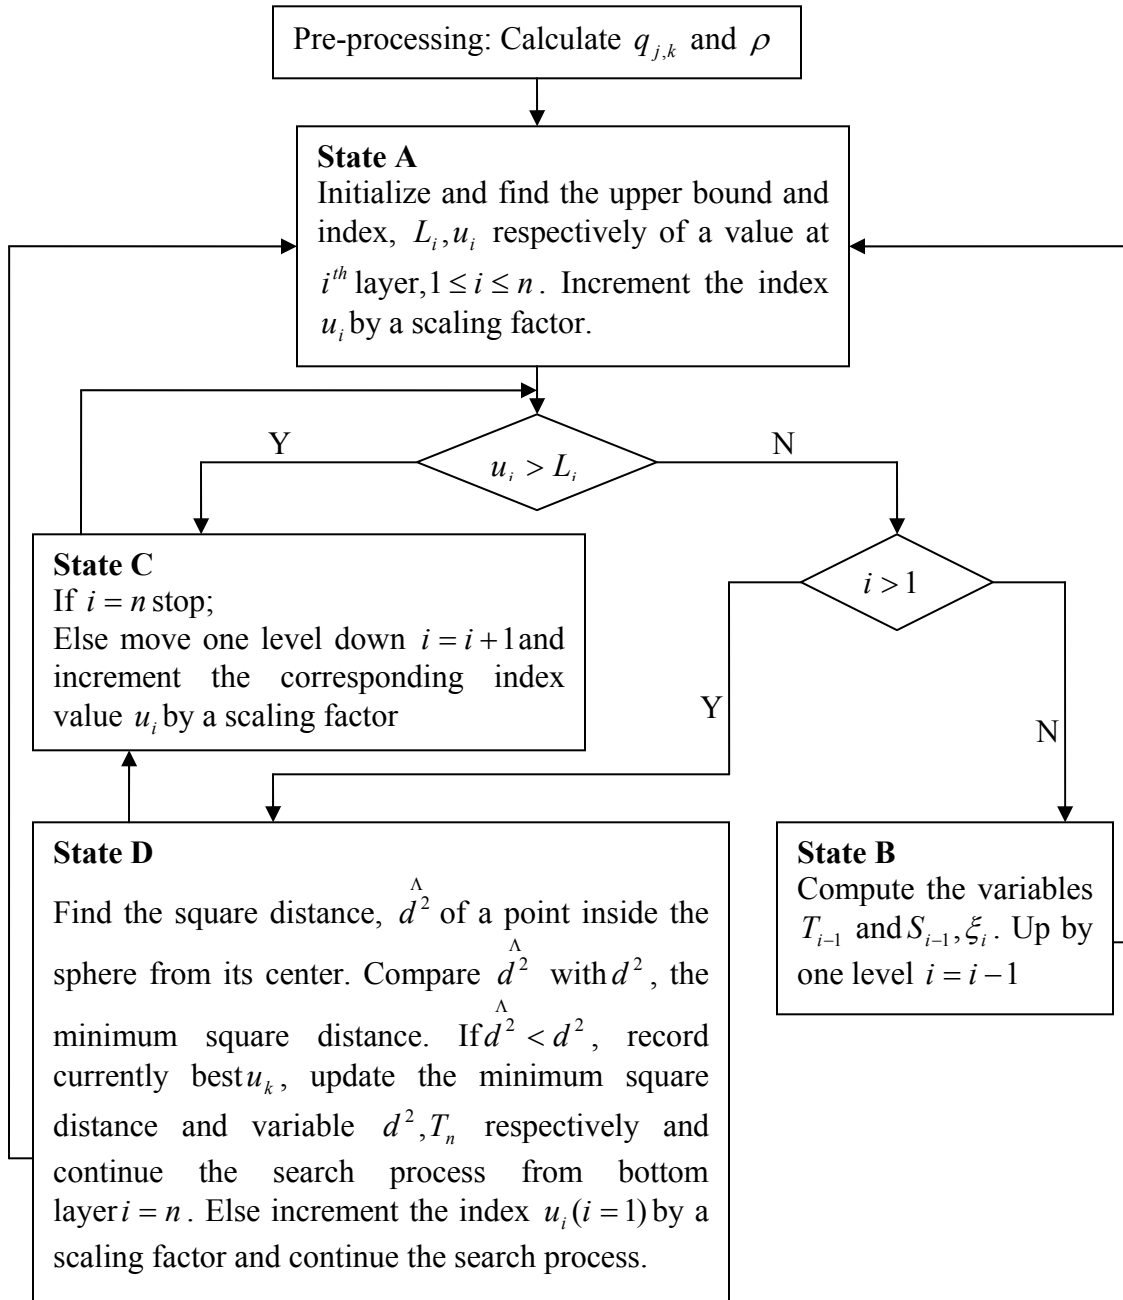 Pre-processing: Calculate q_{j,k} and ρ
State A
Initialize and find the upper bound and
index, L_i, u_i respectively of a value at
i^{th} layer, 1 ≤ i ≤ n. Increment the index
u_i by a scaling factor.
Y
N
u_i > L_i
State C
If i = n stop;
Else move one level down i = i + 1 and
increment the corresponding index
value u_i by a scaling factor
i > 1
Y
N
State D
Find the square distance, \hat{d}^2 of a point inside the
sphere from its center. Compare \hat{d}^2 with d^2, the
minimum square distance. If \hat{d}^2 < d^2, record
currently best u_k, update the minimum square
distance and variable d^2, T_n respectively and
continue the search process from bottom
layer i = n. Else increment the index u_i (i = 1) by a
scaling factor and continue the search process.
State B
Compute the variables
T_{i-1} and S_{i-1}, ξ_i. Up by
one level i = i − 1